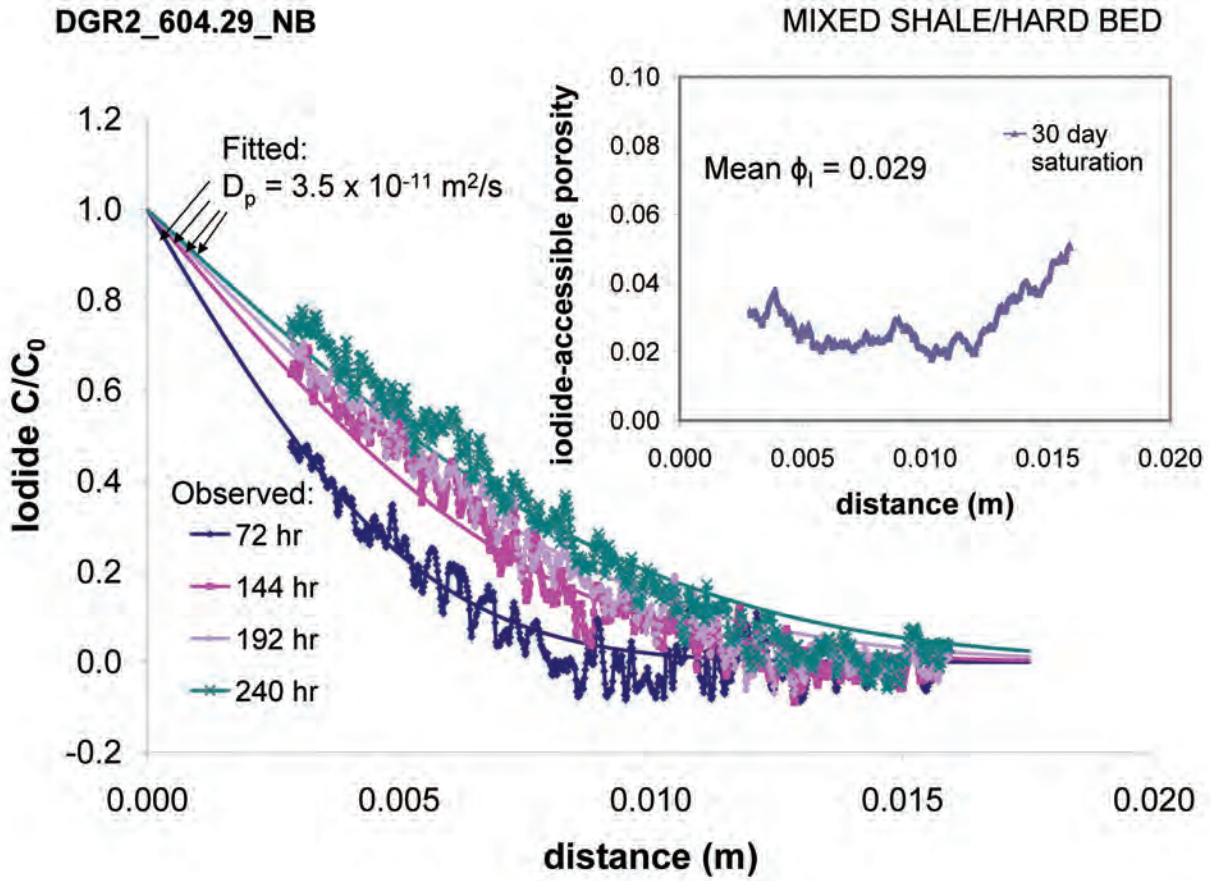 DGR2_604.29_NB
MIXED SHALE/HARD BED
Iodide C/C₀
1.2
1.0
0.8
0.6
0.4
0.2
0.0
-0.2
Fitted:
Dₚ = 3.5 x 10⁻¹¹ m²/s
Observed:
72 hr
144 hr
192 hr
240 hr
0.000 0.005 0.010 0.015 0.020
distance (m)
iodide-accessible porosity
0.10
0.08
0.06
0.04
0.02
0.00
30 day
saturation
Mean ϕₗ = 0.029
0.000 0.005 0.010 0.015 0.020
distance (m)